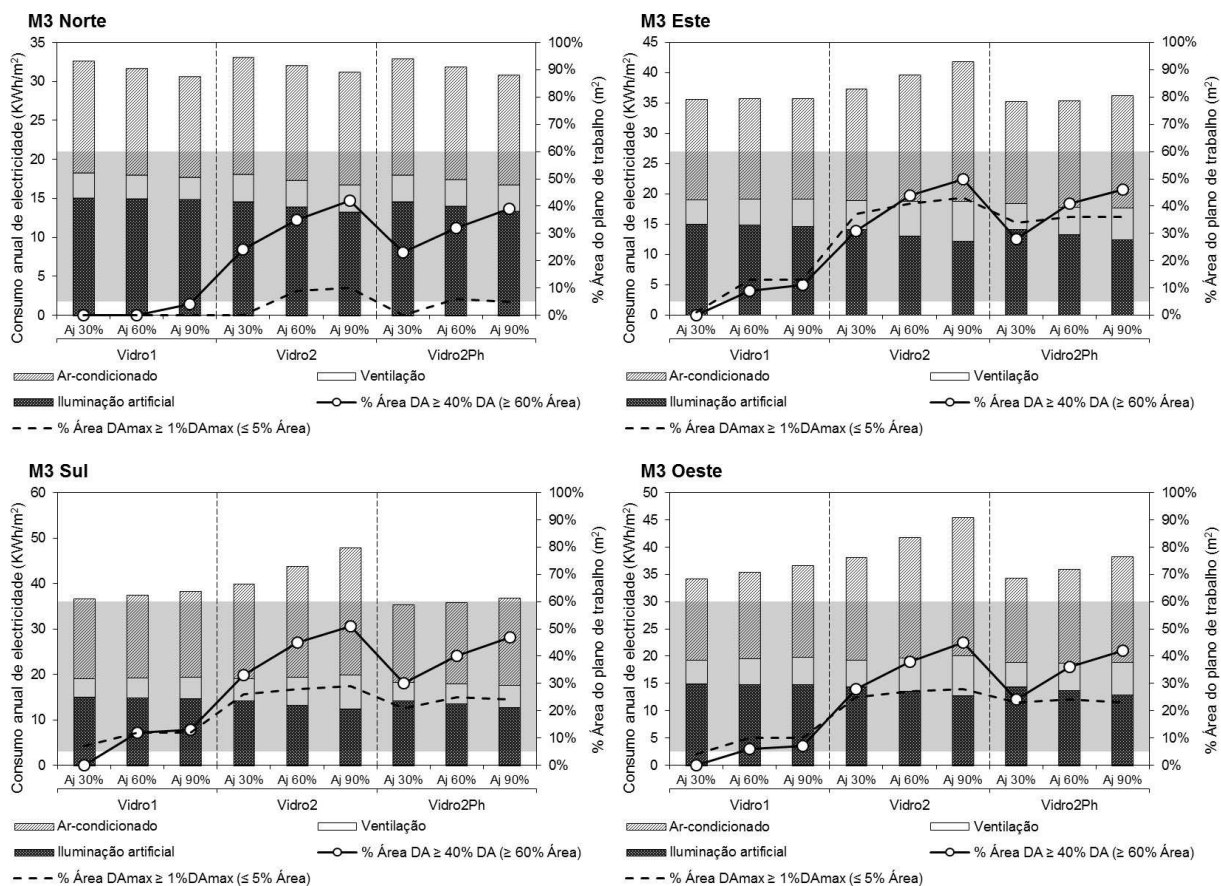 M3 Norte
Consumo anual de electricidade (KWh/m²)
35
30
25
20
15
10
5
0
100%
90%
80%
70%
60%
50%
40%
30%
20%
10%
0%
% Área do plano de trabalho (m²)
Aj 30% Aj 60% Aj 90% Aj 30% Aj 60% Aj 90% Aj 30% Aj 60% Aj 90%
Vidro1 Vidro2 Vidro2Ph
Ar-condicionado Ventilação
Iluminação artificial % Área DA ≥ 40% DA (≥ 60% Área)
% Área DAmax ≥ 1%DAmax (≤ 5% Área)
M3 Este
Consumo anual de electricidade (KWh/m²)
45
40
35
30
25
20
15
10
5
0
100%
90%
80%
70%
60%
50%
40%
30%
20%
10%
0%
% Área do plano de trabalho (m²)
Aj 30% Aj 60% Aj 90% Aj 30% Aj 60% Aj 90% Aj 30% Aj 60% Aj 90%
Vidro1 Vidro2 Vidro2Ph
Ar-condicionado Ventilação
Iluminação artificial % Área DA ≥ 40% DA (≥ 60% Área)
% Área DAmax ≥ 1%DAmax (≤ 5% Área)
M3 Sul
Consumo anual de electricidade (KWh/m²)
60
50
40
30
20
10
0
100%
90%
80%
70%
60%
50%
40%
30%
20%
10%
0%
% Área do plano de trabalho (m²)
Aj 30% Aj 60% Aj 90% Aj 30% Aj 60% Aj 90% Aj 30% Aj 60% Aj 90%
Vidro1 Vidro2 Vidro2Ph
Ar-condicionado Ventilação
Iluminação artificial % Área DA ≥ 40% DA (≥ 60% Área)
% Área DAmax ≥ 1%DAmax (≤ 5% Área)
M3 Oeste
Consumo anual de electricidade (KWh/m²)
50
45
40
35
30
25
20
15
10
5
0
100%
90%
80%
70%
60%
50%
40%
30%
20%
10%
0%
% Área do plano de trabalho (m²)
Aj 30% Aj 60% Aj 90% Aj 30% Aj 60% Aj 90% Aj 30% Aj 60% Aj 90%
Vidro1 Vidro2 Vidro2Ph
Ar-condicionado Ventilação
Iluminação artificial % Área DA ≥ 40% DA (≥ 60% Área)
% Área DAmax ≥ 1%DAmax (≤ 5% Área)